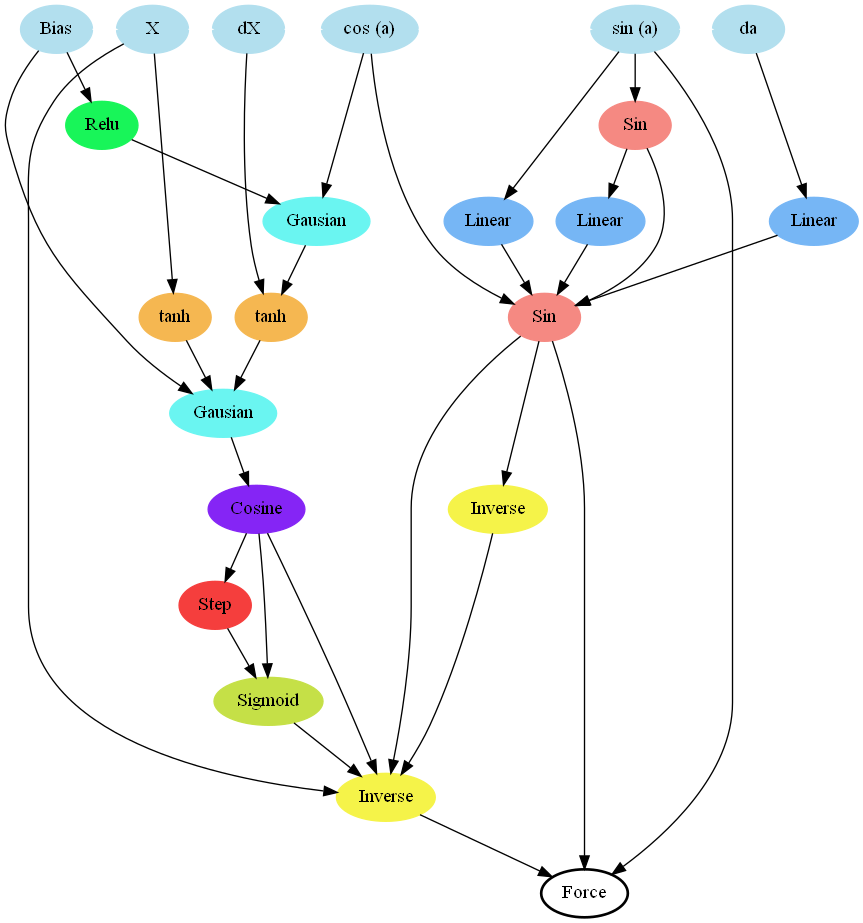 Bias X dX cos (a) sin (a) da
Relu Sin
Gausian Linear Linear Linear
tanh tanh Sin
Gausian
Cosine Inverse
Step
Sigmoid
Inverse
Force